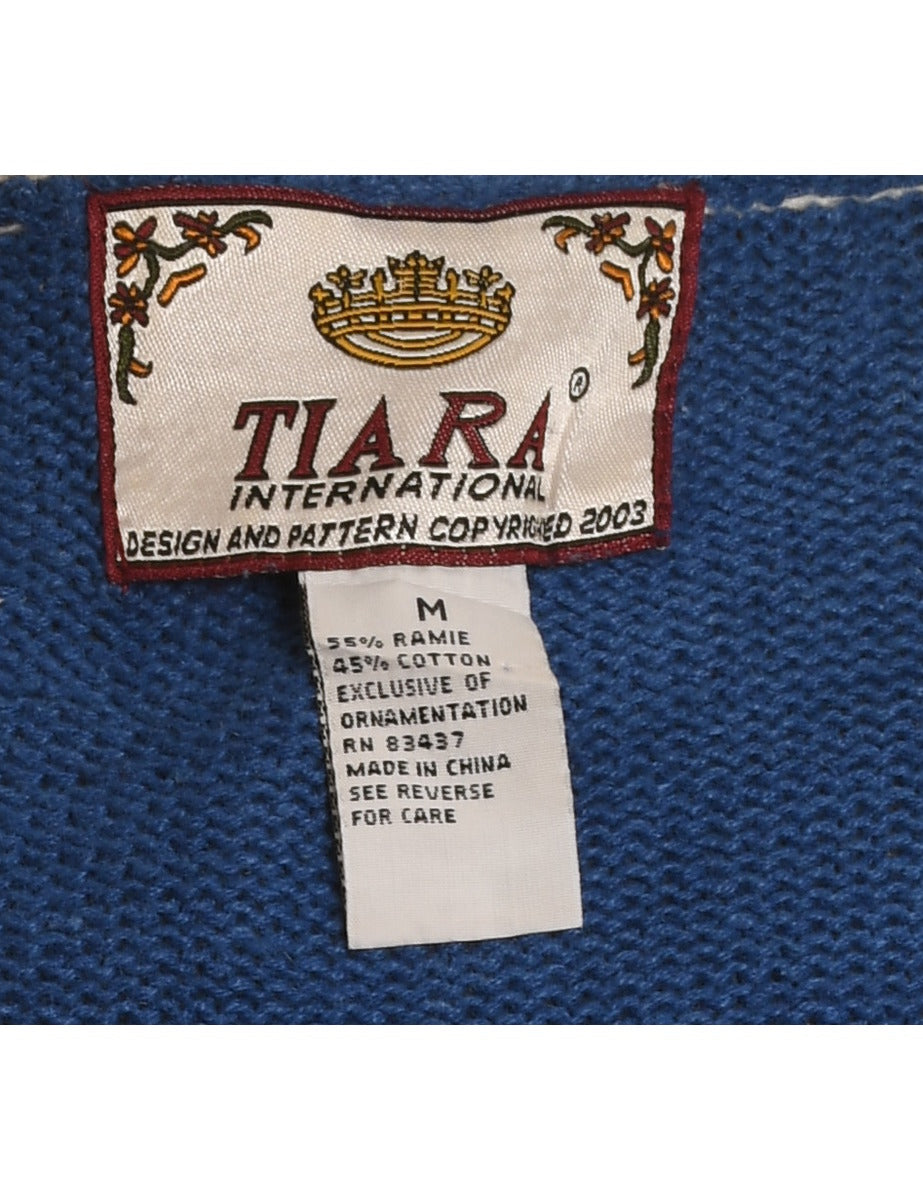 TIARA®
INTERNATIONAL
DESIGN AND PATTERN COPYRIGHED 2003
M
55% RAMIE
45% COTTON
EXCLUSIVE OF
ORNAMENTATION
RN 83437
MADE IN CHINA
SEE REVERSE
FOR CARE